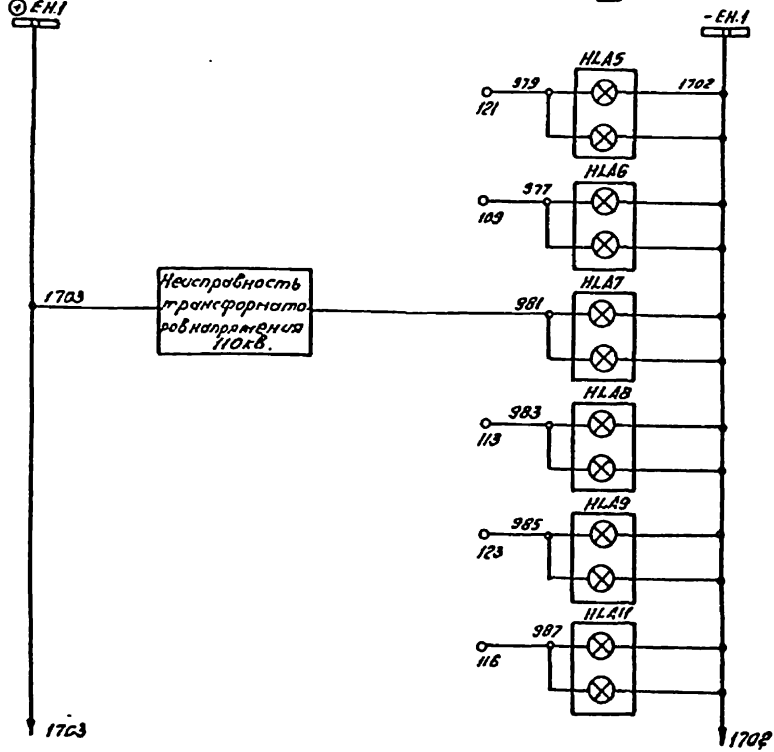 + EH.1
-EH.1
HLA5
979
1702
121
HLA6
977
109
HLA7
1703
Неисправность
трансформато
ров напряжения
110кв.
981
HLA8
983
113
HLA9
985
123
HLA11
987
116
1703
1702